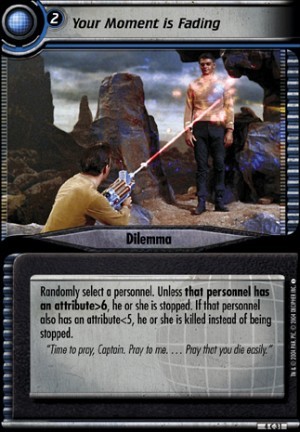 2
Your Moment is Fading
Dilemma
Randomly select a personnel. Unless that personnel has
an attribute>6, he or she is stopped. If that personnel
also has an attribute<5, he or she is killed instead of being
stopped.
"Time to pray, Captain. Pray to me. ... Pray that you die easily."
4 C 31